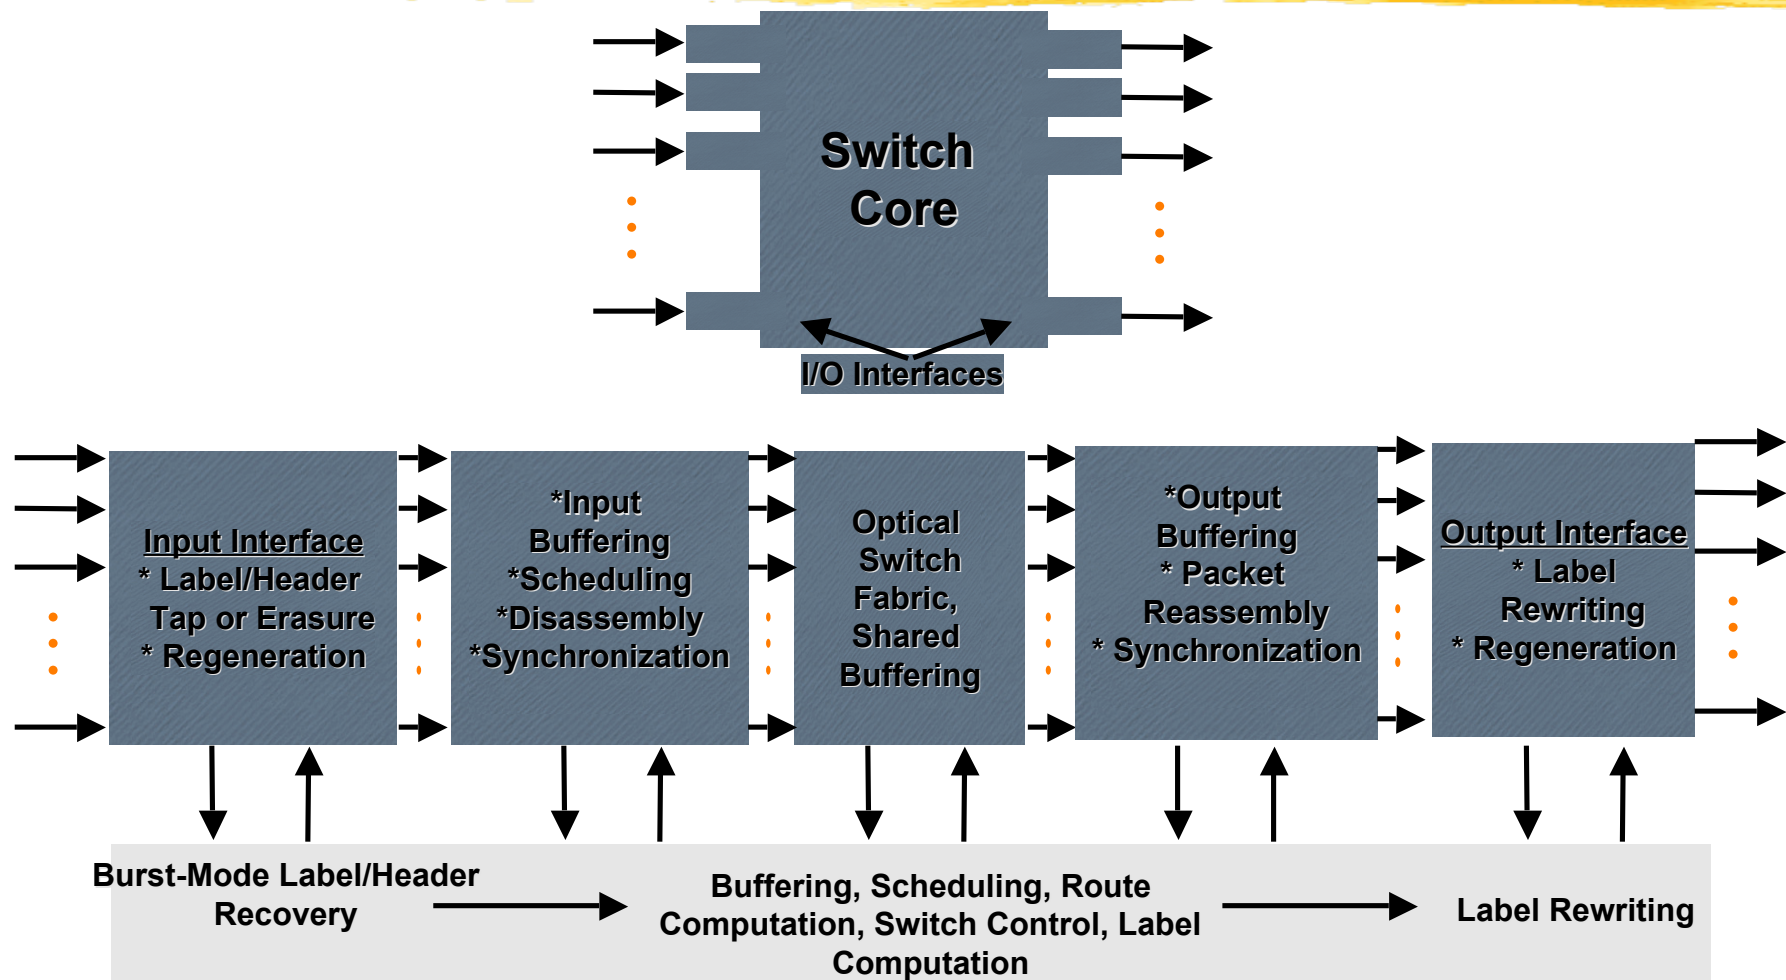 Switch
Core
I/O Interfaces
Input Interface
* Label/Header
Tap or Erasure
* Regeneration
*Input
Buffering
*Scheduling
*Disassembly
*Synchronization
Optical
Switch
Fabric,
Shared
Buffering
*Output
Buffering
* Packet
Reassembly
* Synchronization
Output Interface
* Label
Rewriting
* Regeneration
Burst-Mode Label/Header
Recovery
Buffering, Scheduling, Route
Computation, Switch Control, Label
Computation
Label Rewriting